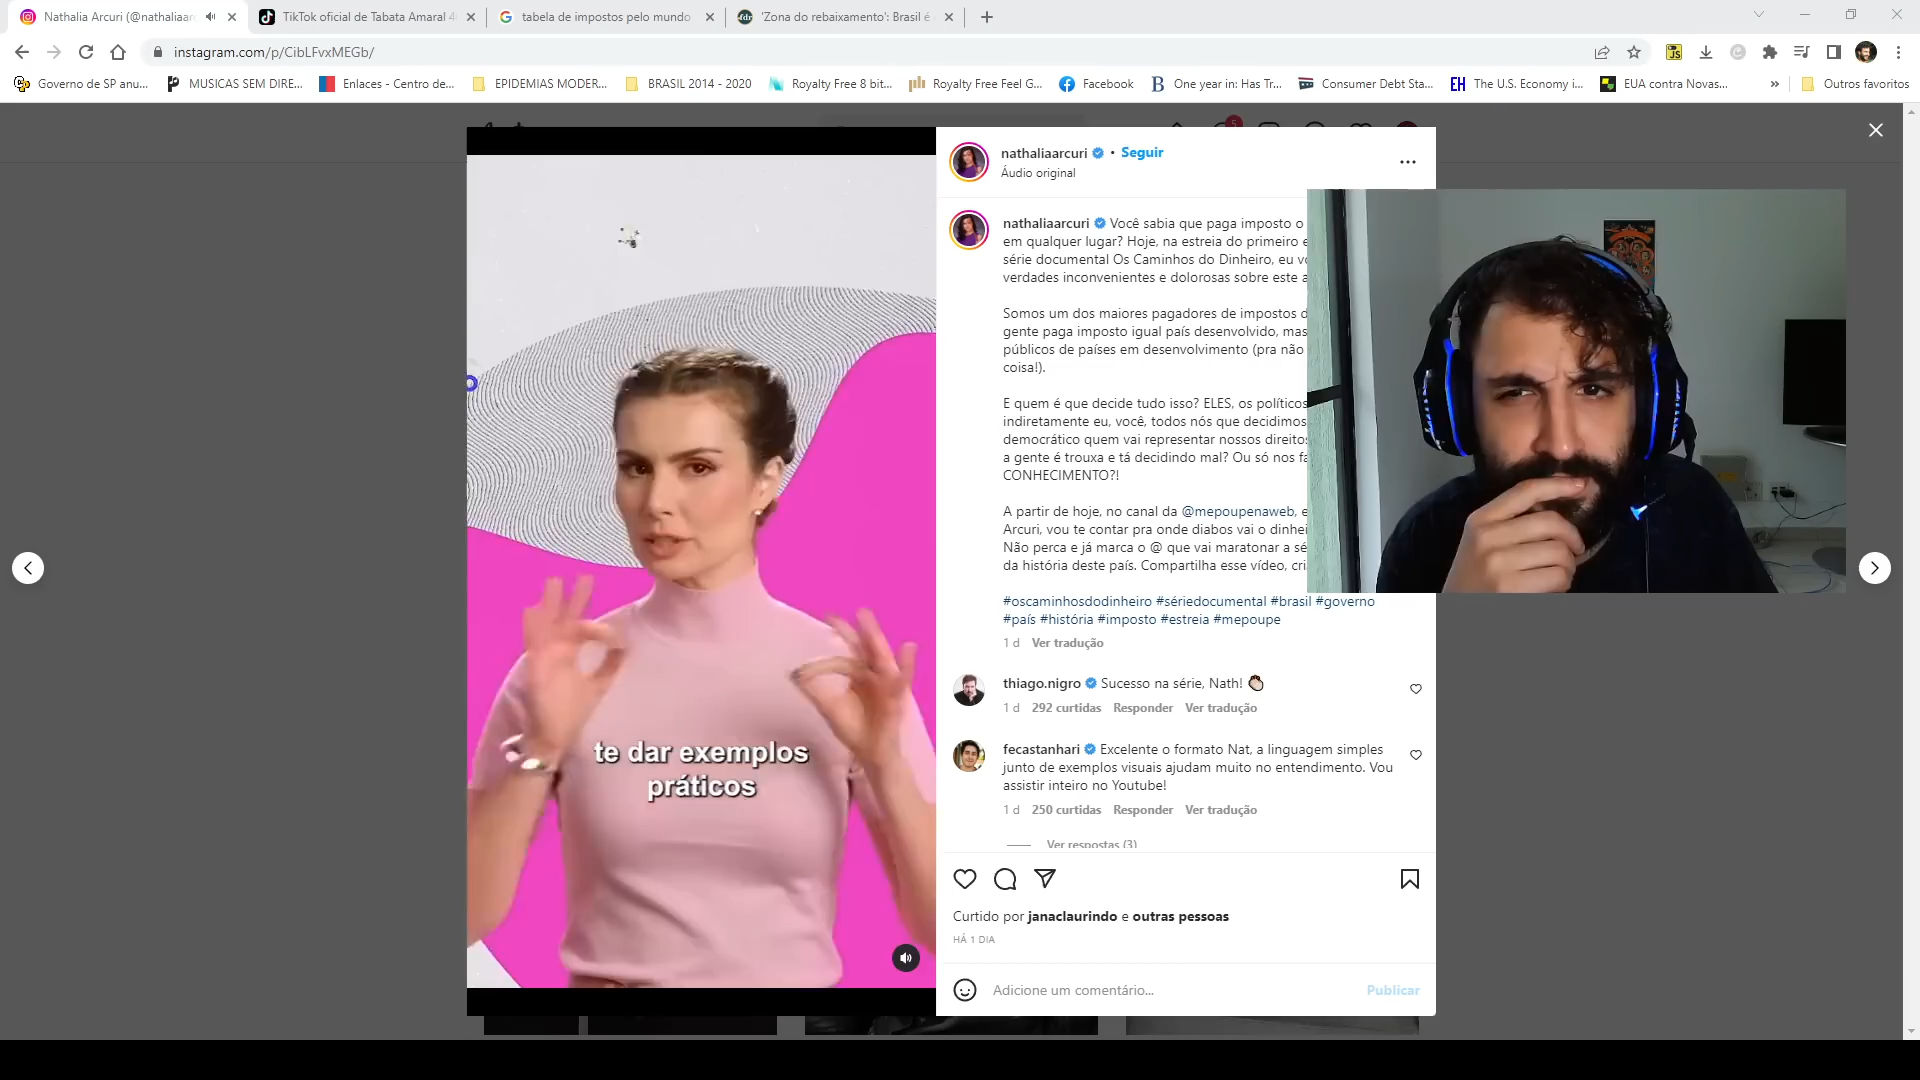 Nathalia Arcuri (@nathaliaar
TikTok oficial de Tabata Amaral 4
tabela de impostos pelo mundo
'Zona do rebaixamento': Brasil é
instagram.com/p/CibLFvxMEGb/
Governo de SP anu...
MUSICAS SEM DIRE...
Enlaces - Centro de...
EPIDEMIAS MODER...
BRASIL 2014 - 2020
Royalty Free 8 bit...
Royalty Free Feel G...
Facebook
One year in: Has Tr...
Consumer Debt Sta...
The U.S. Economy i...
EUA contra Novas...
Outros favoritos
5
nathaliaarcuri • Seguir
Áudio original
nathaliaarcuri Você sabia que paga imposto o
em qualquer lugar? Hoje, na estreia do primeiro e
série documental Os Caminhos do Dinheiro, eu vo
verdades inconvenientes e dolorosas sobre este a
Somos um dos maiores pagadores de impostos d
gente paga imposto igual país desenvolvido, mas
públicos de países em desenvolvimento (pra não
coisa!).
E quem é que decide tudo isso? ELES, os políticos
indiretamente eu, você, todos nós que decidimos
democrático quem vai representar nossos direitos
a gente é trouxa e tá decidindo mal? Ou só nos fa
CONHECIMENTO?!
A partir de hoje, no canal da @mepoupenaweb, e
Arcuri, vou te contar pra onde diabos vai o dinhei
Não perca e já marca o @ que vai maratonar a sé
da história deste país. Compartilha esse vídeo, cri
#oscaminhosdodinheiro #sériedocumental #brasil #governo
#país #história #imposto #estreia #mepoupe
1 d Ver tradução
thiago.nigro Sucesso na série, Nath! 👏🏻
1 d 292 curtidas Responder Ver tradução
fecastanhari Excelente o formato Nat, a linguagem simples
junto de exemplos visuais ajudam muito no entendimento. Vou
assistir inteiro no Youtube!
1 d 250 curtidas Responder Ver tradução
Ver respostas (3)
te dar exemplos
práticos
Curtido por janaclaurindo e outras pessoas
HÁ 1 DIA
Adicione um comentário...
Publicar